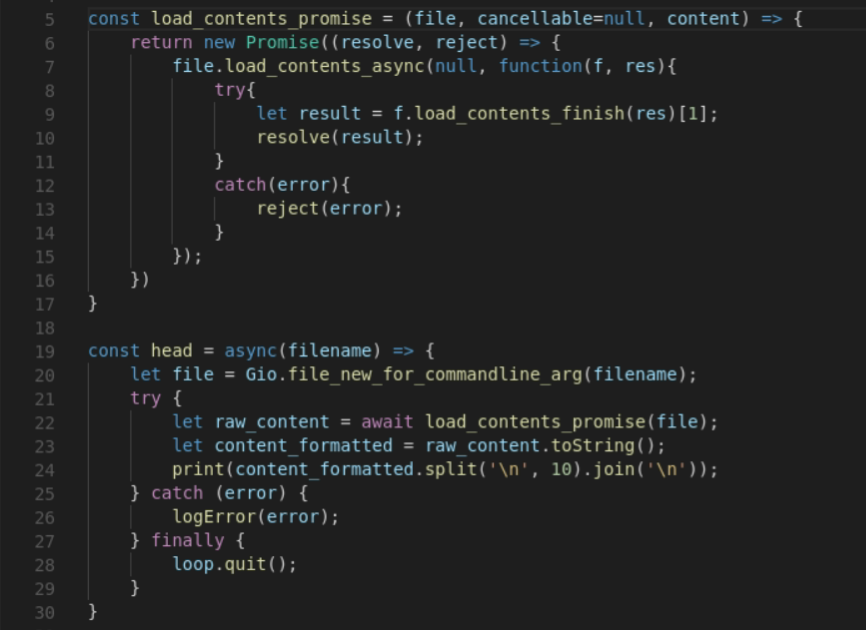 5 const load_contents_promise = (file, cancellable=null, content) => {
6     return new Promise((resolve, reject) => {
7         file.load_contents_async(null, function(f, res){
8             try{
9                 let result = f.load_contents_finish(res)[1];
10                 resolve(result);
11             }
12             catch(error){
13                 reject(error);
14             }
15         });
16     })
17 }
18
19 const head = async(filename) => {
20     let file = Gio.file_new_for_commandline_arg(filename);
21     try {
22         let raw_content = await load_contents_promise(file);
23         let content_formatted = raw_content.toString();
24         print(content_formatted.split('\n', 10).join('\n'));
25     } catch (error) {
26         logError(error);
27     } finally {
28         loop.quit();
29     }
30 }